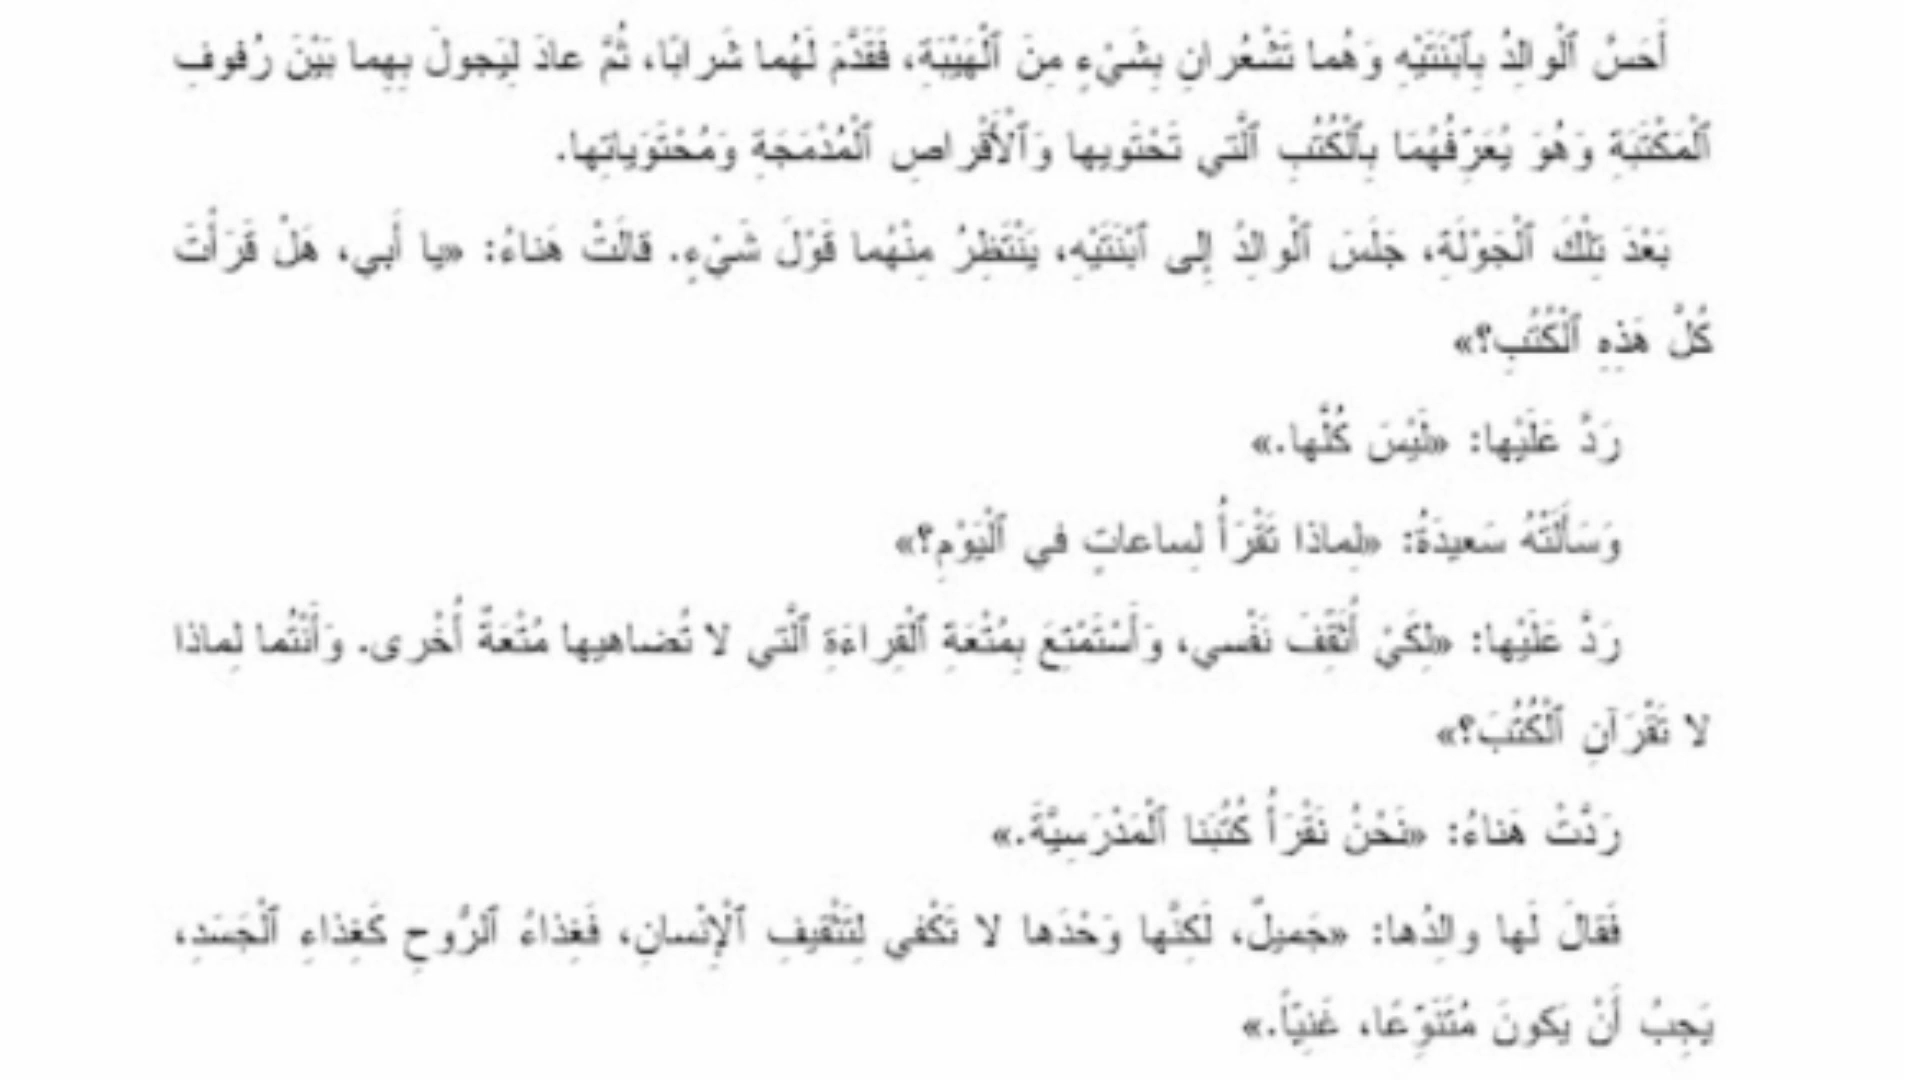 أَحَسَّ ٱلْوالِدُ بِٱبْنَتَيْهِ وَهُما تَشْعُرانِ بِشَيْءٍ مِنَ ٱلْهَيْبَةِ، فَقَدَّمَ لَهُما شَرابًا، ثُمَّ عادَ لِيَجولَ بِهِما بَيْنَ رُفوفِ
ٱلْمَكْتَبَةِ وَهُوَ يُعَرِّفُهُمَا بِٱلْكُتُبِ ٱلَّتي تَحْتَويها وَٱلْأَقْراصِ ٱلْمُدْمَجَةِ وَمُحْتَوَياتِها.
بَعْدَ تِلْكَ ٱلْجَوْلَةِ، جَلَسَ ٱلْوالِدُ إِلى ٱبْنَتَيْهِ، يَنْتَظِرُ مِنْهُما قَوْلَ شَيْءٍ. قالَتْ هَناءُ: «يا أَبي، هَلْ قَرَأْتَ
كُلَّ هَذِهِ ٱلْكُتُبِ؟»
رَدَّ عَلَيْها: «لَيْسَ كُلَّها.»
وَسَأَلَتْهُ سَعيدَةُ: «لِماذا تَقْرَأُ لِساعاتٍ في ٱلْيَوْمِ؟»
رَدَّ عَلَيْها: «لِكَيْ أُثَقِّفَ نَفْسي، وَأَسْتَمْتِعَ بِمُتْعَةِ ٱلْقِراءَةِ ٱلَّتي لا تُضاهيها مُتْعَةٌ أُخْرى. وَأَنْتُما لِماذا
لا تَقْرَآنِ ٱلْكُتُبَ؟»
رَدَّتْ هَناءُ: «نَحْنُ نَقْرَأُ كُتُبَنا ٱلْمَدْرَسِيَّةَ.»
فَقالَ لَها والِدُها: «جَميلٌ، لَكِنَّها وَحْدَها لا تَكْفي لِتَثْقيفِ ٱلْإِنْسانِ، فَغِذاءُ ٱلرُّوحِ كَغِذاءِ ٱلْجَسَدِ،
يَجِبُ أَنْ يَكونَ مُتَنَوِّعًا، غَنِيّاً.»